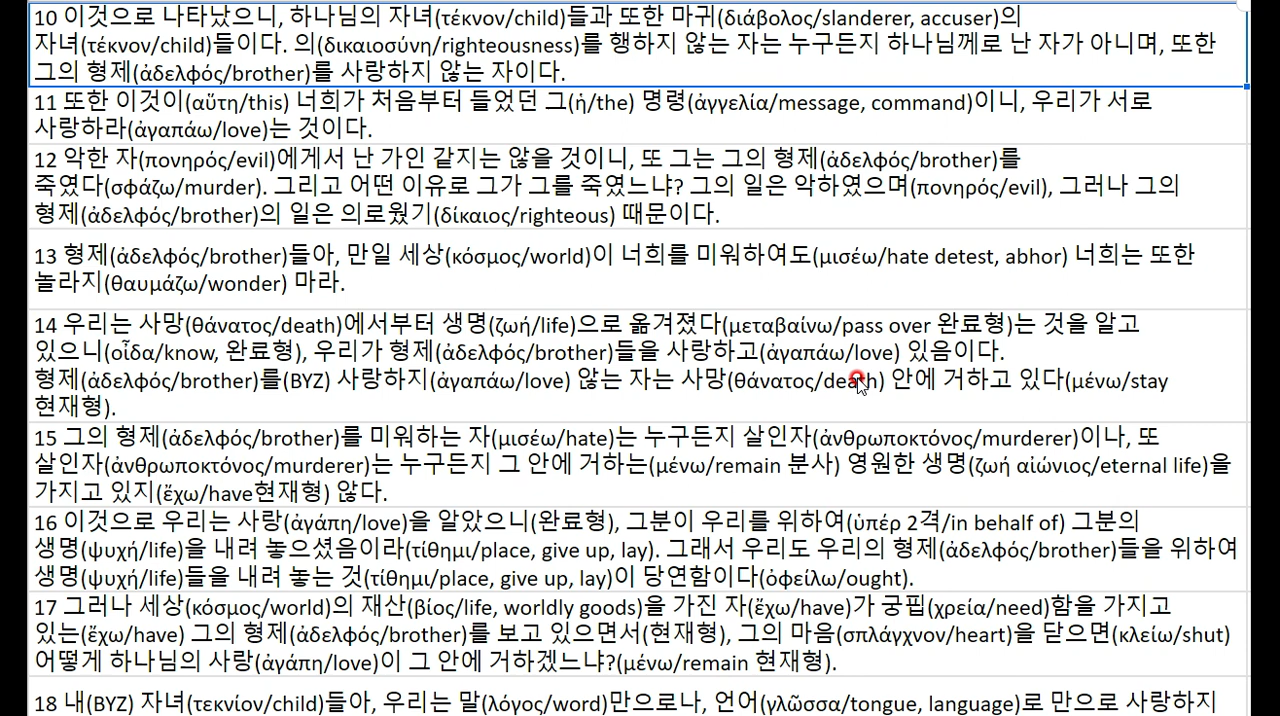 10 이것으로 나타났으니, 하나님의 자녀(τέκνον/child)들과 또한 마귀(διάβολος/slanderer, accuser)의
자녀(τέκνον/child)들이다. 의(δικαιοσύνη/righteousness)를 행하지 않는 자는 누구든지 하나님께로 난 자가 아니며, 또한
그의 형제(ἀδελφός/brother)를 사랑하지 않는 자이다.
11 또한 이것이(αὕτη/this) 너희가 처음부터 들었던 그(ἡ/the) 명령(ἀγγελία/message, command)이니, 우리가 서로
사랑하라(ἀγαπάω/love)는 것이다.
12 악한 자(πονηρός/evil)에게서 난 가인 같지는 않을 것이니, 또 그는 그의 형제(ἀδελφός/brother)를
죽였다(σφάζω/murder). 그리고 어떤 이유로 그가 그를 죽였느냐? 그의 일은 악하였으며(πονηρός/evil), 그러나 그의
형제(ἀδελφός/brother)의 일은 의로웠기(δίκαιος/righteous) 때문이다.
13 형제(ἀδελφός/brother)들아, 만일 세상(κόσμος/world)이 너희를 미워하여도(μισέω/hate detest, abhor) 너희는 또한
놀라지(θαυμάζω/wonder) 마라.
14 우리는 사망(θάνατος/death)에서부터 생명(ζωή/life)으로 옮겨졌다(μεταβαίνω/pass over 완료형)는 것을 알고
있으니(οἶδα/know, 완료형), 우리가 형제(ἀδελφός/brother)들을 사랑하고(ἀγαπάω/love) 있음이다.
형제(ἀδελφός/brother)를(BYZ) 사랑하지(ἀγαπάω/love) 않는 자는 사망(θάνατος/death) 안에 거하고 있다(μένω/stay
현재형).
15 그의 형제(ἀδελφός/brother)를 미워하는 자(μισέω/hate)는 누구든지 살인자(ἀνθρωποκτόνος/murderer)이나, 또
살인자(ἀνθρωποκτόνος/murderer)는 누구든지 그 안에 거하는(μένω/remain 분사) 영원한 생명(ζωή αἰώνιος/eternal life)을
가지고 있지(ἔχω/have현재형) 않다.
16 이것으로 우리는 사랑(ἀγάπη/love)을 알았으니(완료형), 그분이 우리를 위하여(ὑπέρ 2격/in behalf of) 그분의
생명(ψυχή/life)을 내려 놓으셨음이라(τίθημι/place, give up, lay). 그래서 우리도 우리의 형제(ἀδελφός/brother)들을 위하여
생명(ψυχή/life)들을 내려 놓는 것(τίθημι/place, give up, lay)이 당연함이다(ὀφείλω/ought).
17 그러나 세상(κόσμος/world)의 재산(βίος/life, worldly goods)을 가진 자(ἔχω/have)가 궁핍(χρεία/need)함을 가지고
있는(ἔχω/have) 그의 형제(ἀδελφός/brother)를 보고 있으면서(현재형), 그의 마음(σπλάγχνον/heart)을 닫으면(κλείω/shut)
어떻게 하나님의 사랑(ἀγάπη/love)이 그 안에 거하겠느냐?(μένω/remain 현재형).
18 내(BYZ) 자녀(τεκνίον/child)들아, 우리는 말(λόγος/word)만으로나, 언어(γλῶσσα/tongue, language)로 만으로 사랑하지